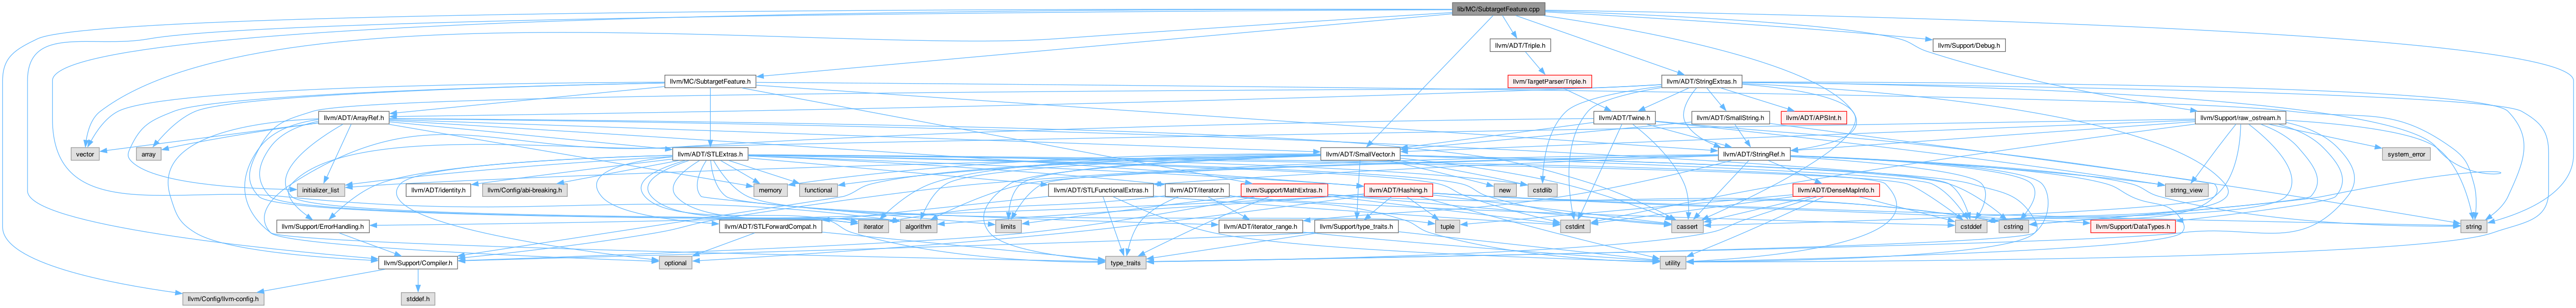 lib/MC/SubtargetFeature.cpp
llvm/ADT/Triple.h
llvm/Support/Debug.h
llvm/MC/SubtargetFeature.h
llvm/TargetParser/Triple.h
llvm/ADT/StringExtras.h
llvm/ADT/ArrayRef.h
llvm/ADT/Twine.h
llvm/ADT/SmallString.h
llvm/ADT/APSInt.h
llvm/Support/raw_ostream.h
vector
array
llvm/ADT/STLExtras.h
llvm/ADT/SmallVector.h
llvm/ADT/StringRef.h
system_error
initializer_list
llvm/ADT/identity.h
llvm/Config/abi-breaking.h
memory
functional
llvm/ADT/STLFunctionalExtras.h
llvm/ADT/iterator.h
new
llvm/Support/MathExtras.h
llvm/ADT/Hashing.h
cstdlib
llvm/ADT/DenseMapInfo.h
string_view
llvm/Support/ErrorHandling.h
llvm/ADT/STLForwardCompat.h
iterator
algorithm
limits
llvm/ADT/iterator_range.h
llvm/Support/type_traits.h
tuple
cstdint
cassert
cstddef
cstring
llvm/Support/DataTypes.h
string
llvm/Support/Compiler.h
optional
type_traits
utility
llvm/Config/llvm-config.h
stddef.h